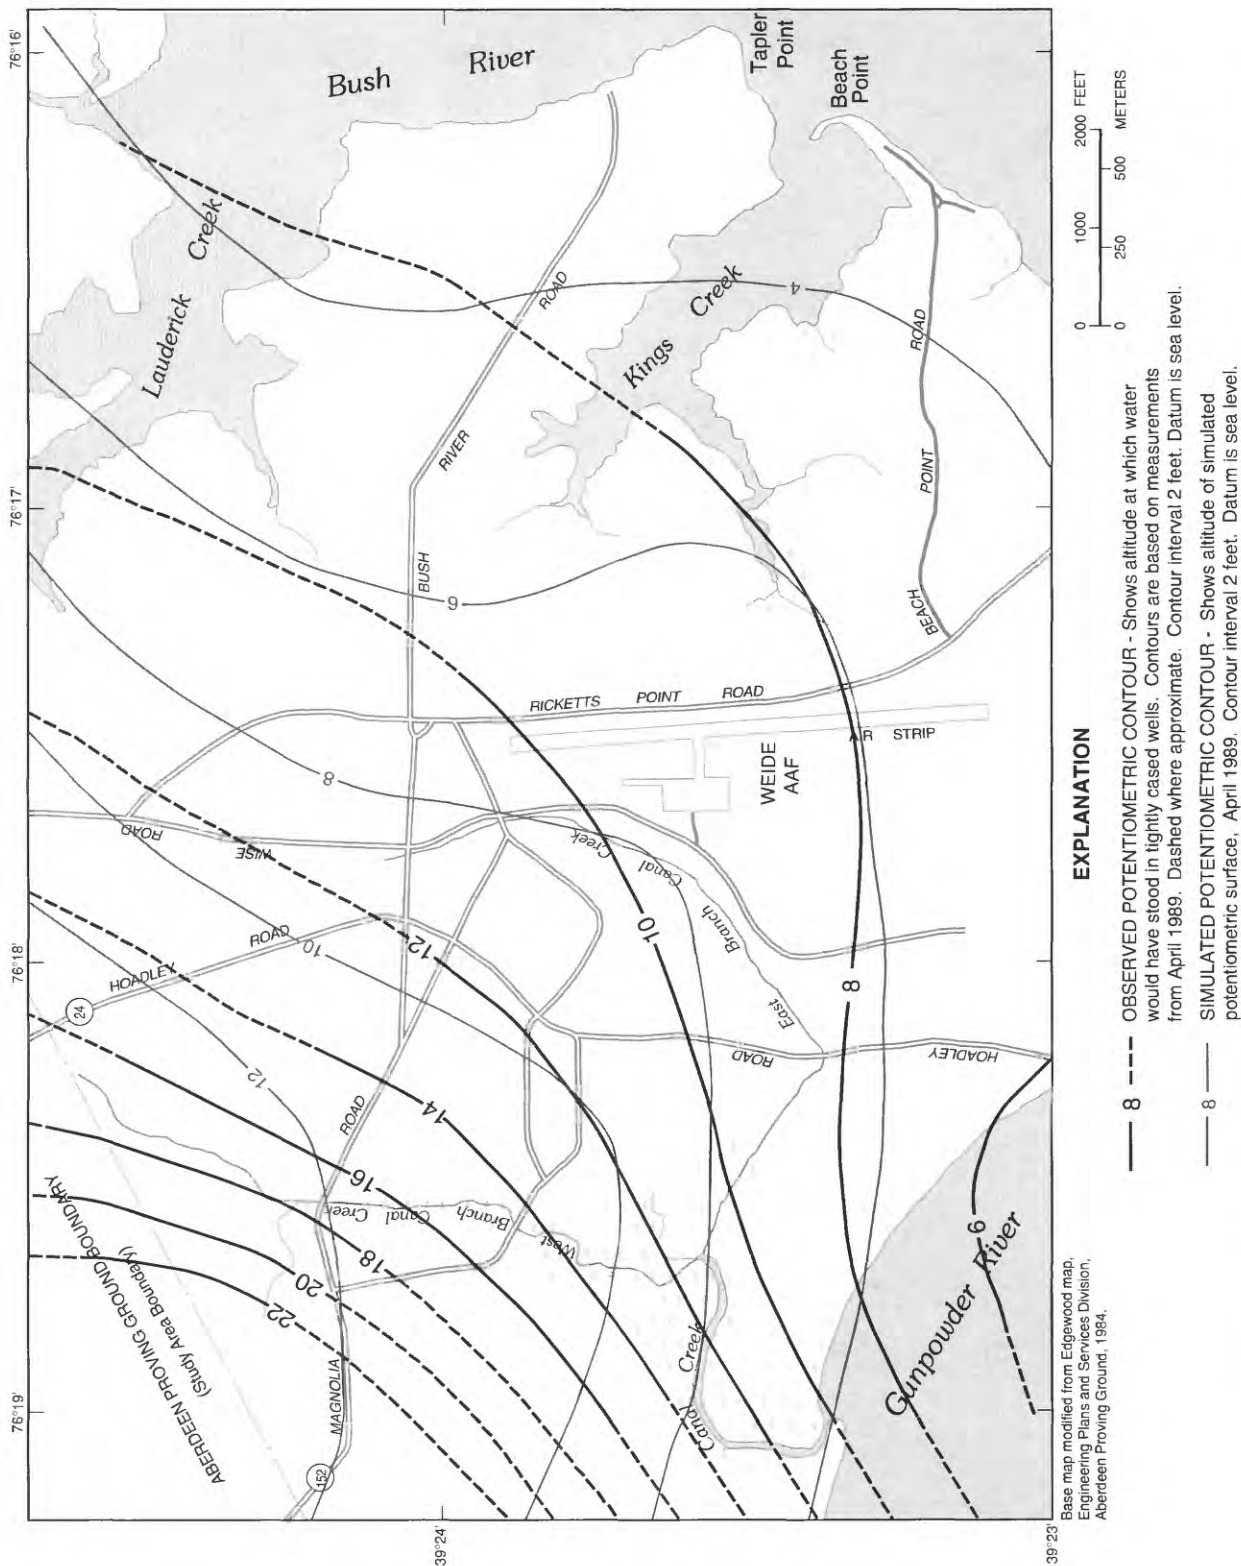 76°19'
76°18'
76°17'
76°16'
39°24'
39°23'
ABERDEEN PROVING GROUND BOUNDARY
(Study Area Boundary)
152
MAGNOLIA
ROAD
24
HOADLEY
ROAD
WISE
ROAD
Lauderick
Creek
Bush
River
22
20
18
16
14
12
10
8
6
12
10
8
6
4
West
Branch
Canal
Creek
BUSH
RIVER
ROAD
RICKETTS
POINT
ROAD
Canal
Creek
East
Branch
Canal
Creek
HOADLEY
ROAD
WEIDE
AAF
A R STRIP
Kings
Creek
Tapler
Point
Beach
Point
BEACH
POINT
ROAD
Gunpowder
River
Base map modified from Edgewood map,
Engineering Plans and Services Division,
Aberdeen Proving Ground, 1984.
0 1000 2000 FEET
0 250 500 METERS
EXPLANATION
8 OBSERVED POTENTIOMETRIC CONTOUR - Shows altitude at which water
would have stood in tightly cased wells. Contours are based on measurements
from April 1989. Dashed where approximate. Contour interval 2 feet. Datum is sea level.
8 SIMULATED POTENTIOMETRIC CONTOUR - Shows altitude of simulated
potentiometric surface, April 1989. Contour interval 2 feet. Datum is sea level.